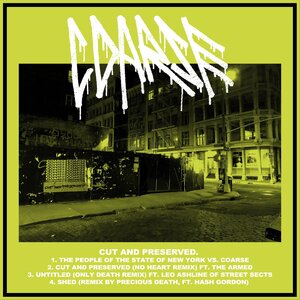 COARSE
CUT AND PRESERVED.
1. THE PEOPLE OF THE STATE OF NEW YORK VS. COARSE
2. CUT AND PRESERVED (NO HEART REMIX) FT. THE ARMED
3. UNTITLED (ONLY DEATH REMIX) FT. LEO ASHLINE OF STREET SECTS
4. SHED (REMIX BY PRECIOUS DEATH, FT. HASH GORDON)